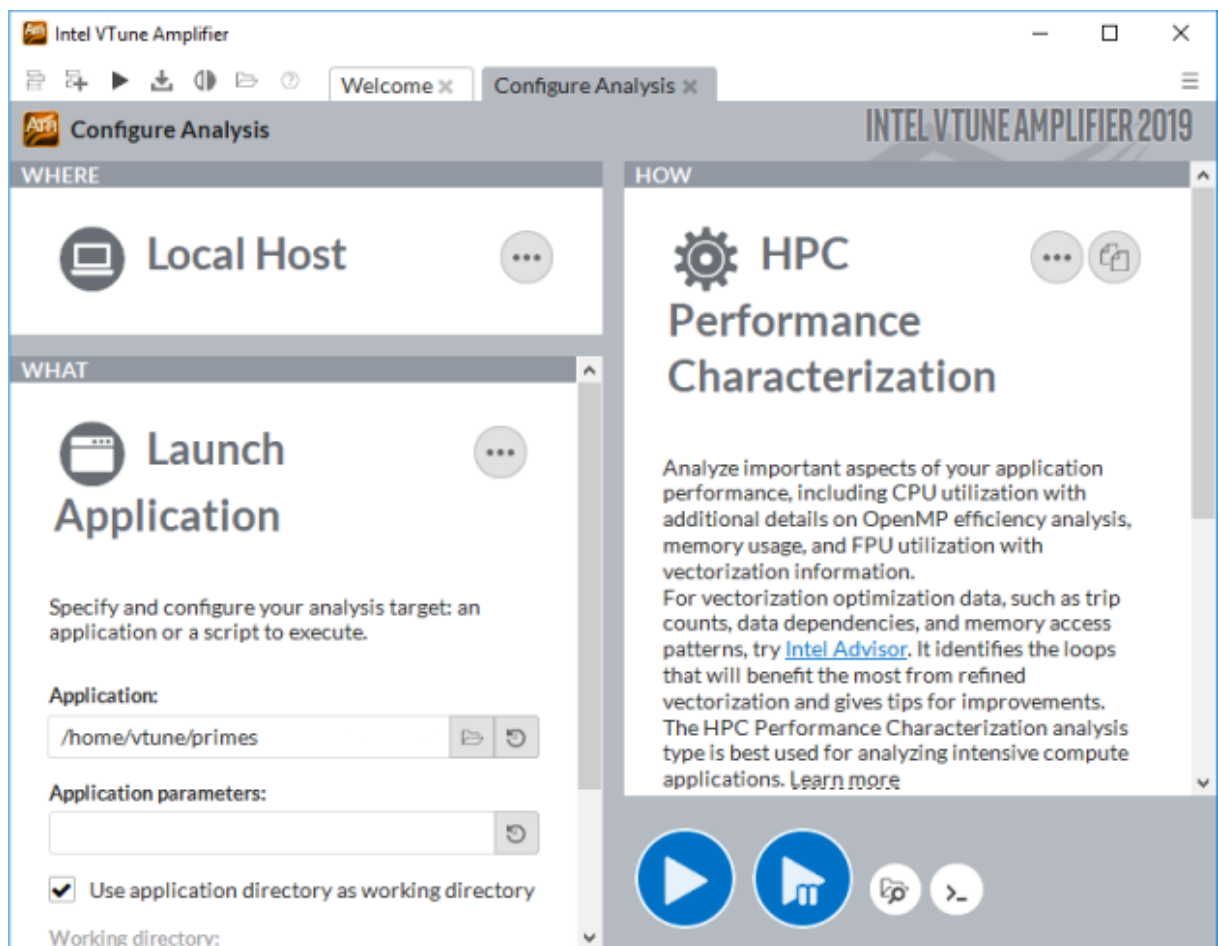 Intel VTune Amplifier
Welcome
Configure Analysis
Configure Analysis
INTEL VTUNE AMPLIFIER 2019
WHERE
Local Host
WHAT
Launch
Application
Specify and configure your analysis target: an
application or a script to execute.
Application:
/home/vtune/primes
Application parameters:
Use application directory as working directory
Working directory:
HOW
HPC
Performance
Characterization
Analyze important aspects of your application
performance, including CPU utilization with
additional details on OpenMP efficiency analysis,
memory usage, and FPU utilization with
vectorization information.
For vectorization optimization data, such as trip
counts, data dependencies, and memory access
patterns, try Intel Advisor. It identifies the loops
that will benefit the most from refined
vectorization and gives tips for improvements.
The HPC Performance Characterization analysis
type is best used for analyzing intensive compute
applications. Learn more